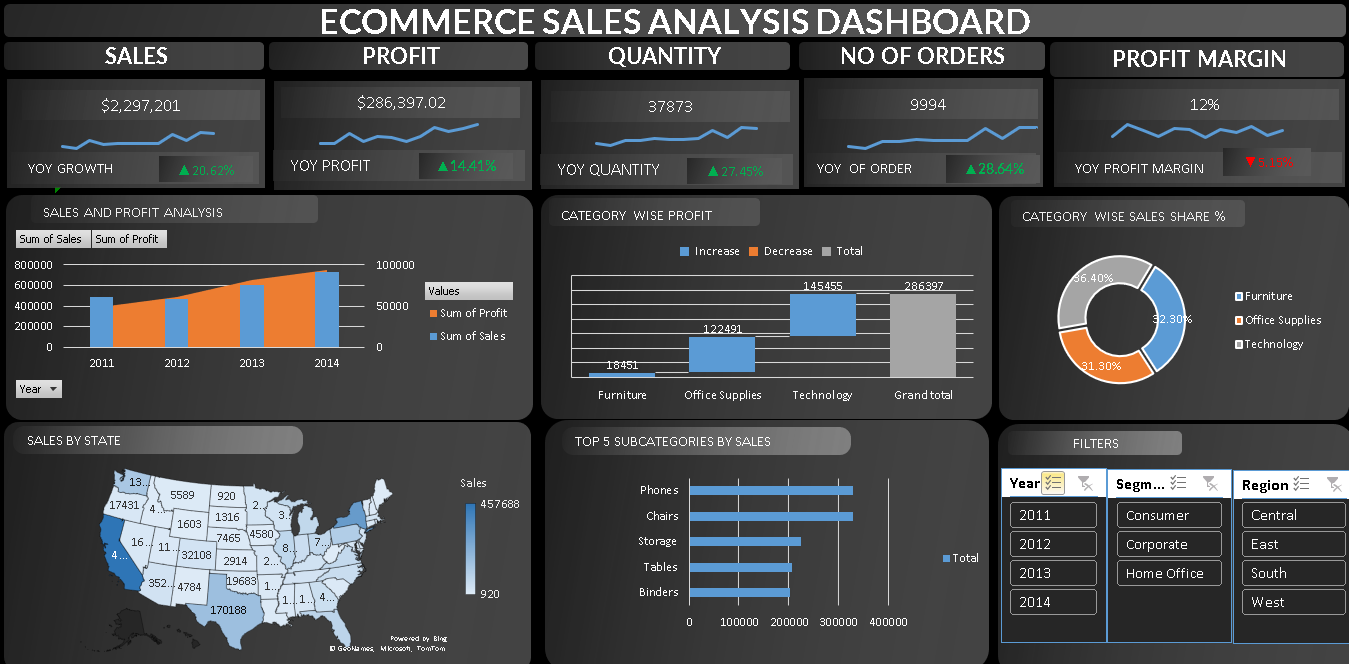 ECOMMERCE SALES ANALYSIS DASHBOARD
SALES
PROFIT
QUANTITY
NO OF ORDERS
PROFIT MARGIN
$2,297,201
$286,397.02
37873
9994
12%
YOY GROWTH
▲20.62%
YOY PROFIT
▲14.41%
YOY QUANTITY
▲27.45%
YOY OF ORDER
▲28.64%
YOY PROFIT MARGIN
SALES AND PROFIT ANALYSIS
Sum of Sales
Sum of Profit
800000
600000
400000
200000
0
100000
50000
0
2011
2012
2013
2014
Values
Sum of Profit
Sum of Sales
Year
CATEGORY WISE PROFIT
Increase
Decrease
Total
18451
122491
145455
286397
Furniture
Office Supplies
Technology
Grand total
CATEGORY WISE SALES SHARE %
36.40%
32.30%
31.30%
Furniture
Office Supplies
Technology
SALES BY STATE
13...
17431
4...
5589
920
2...
3...
1603
1316
7465
4580
4...
16...
11...
32108
2914
2...
8...
7...
352...
4784
19683
1...
1...
1...
4...
170188
Sales
457688
920
Powered by Bing
© GeoNames, Microsoft, TomTom
TOP 5 SUBCATEGORIES BY SALES
Phones
Chairs
Storage
Tables
Binders
0
100000
200000
300000
400000
Total
FILTERS
Year
2011
2012
2013
2014
Segm...
Consumer
Corporate
Home Office
Region
Central
East
South
West